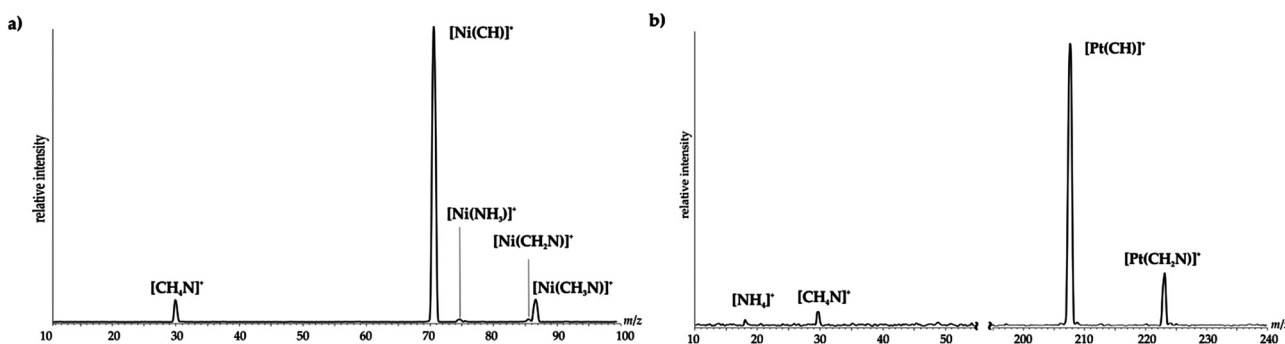 a)
[Ni(CH)]⁺
relative intensity
[Ni(NH₃)]⁺
[Ni(CH₂N)]⁺
[CH₄N]⁺
[Ni(CH₃N)]⁺
10 20 30 40 50 60 70 80 90 100 m/z
b)
[Pt(CH)]⁺
relative intensity
[Pt(CH₂N)]⁺
[NH₄]⁺ [CH₄N]⁺
10 20 30 40 50 200 210 220 230 240 m/z